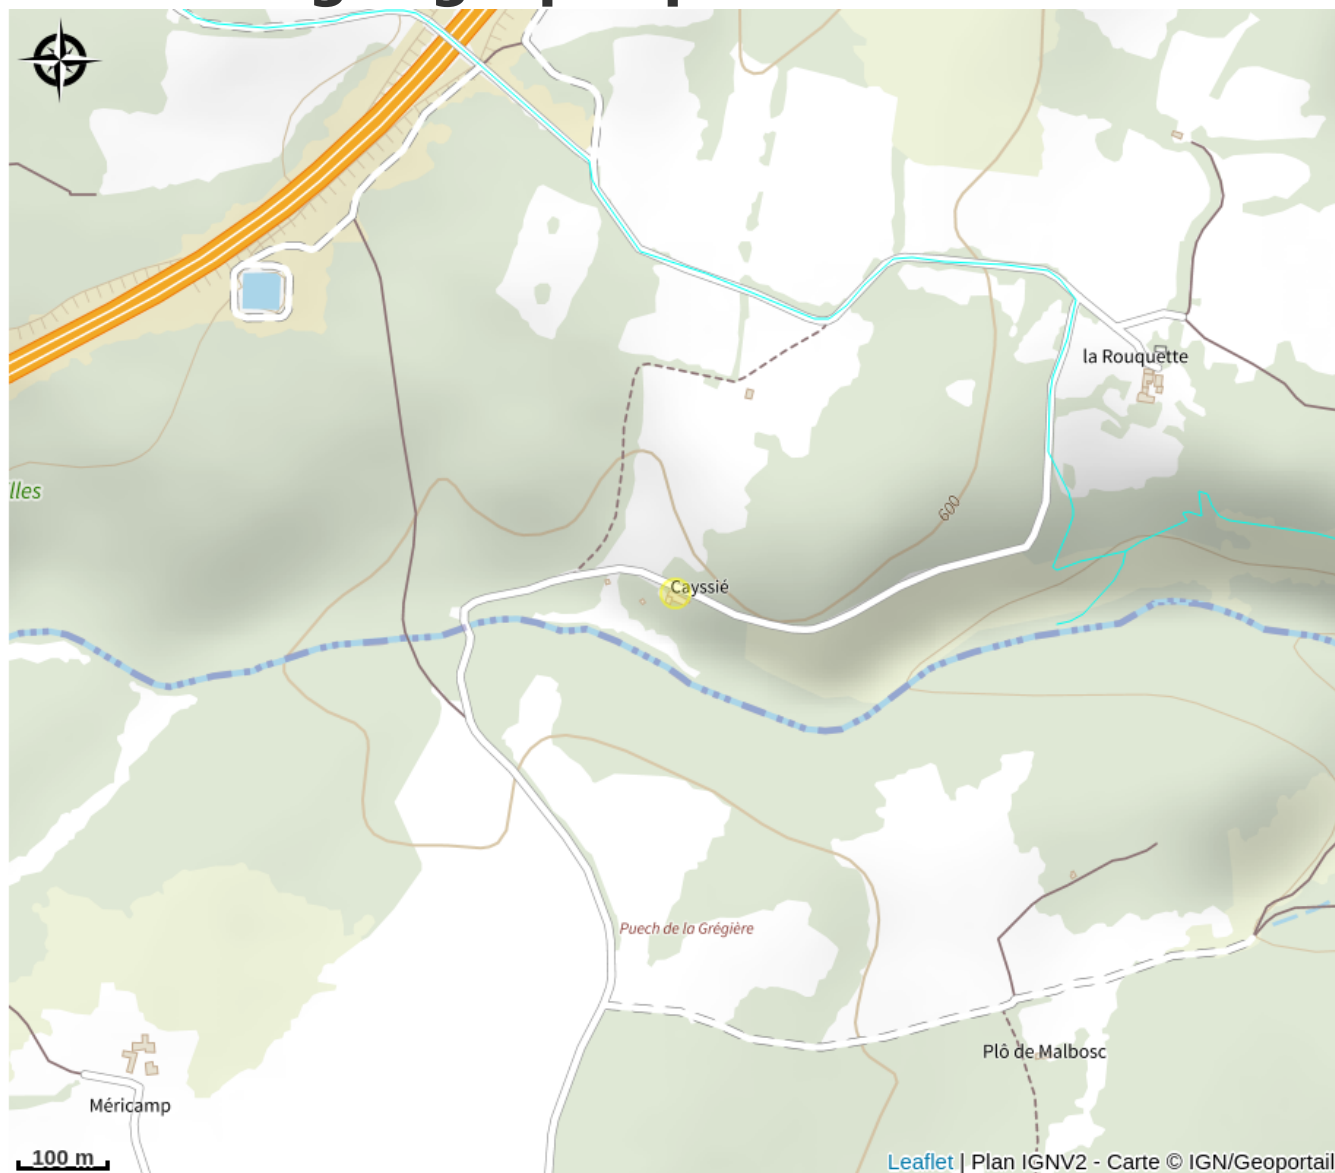 la Rouquette
lles
600
Cayssié
Puech de la Grégière
Plô de Malbosc
Méricamp
100 m
Leaflet | Plan IGNV2 - Carte © IGN/Geoportail